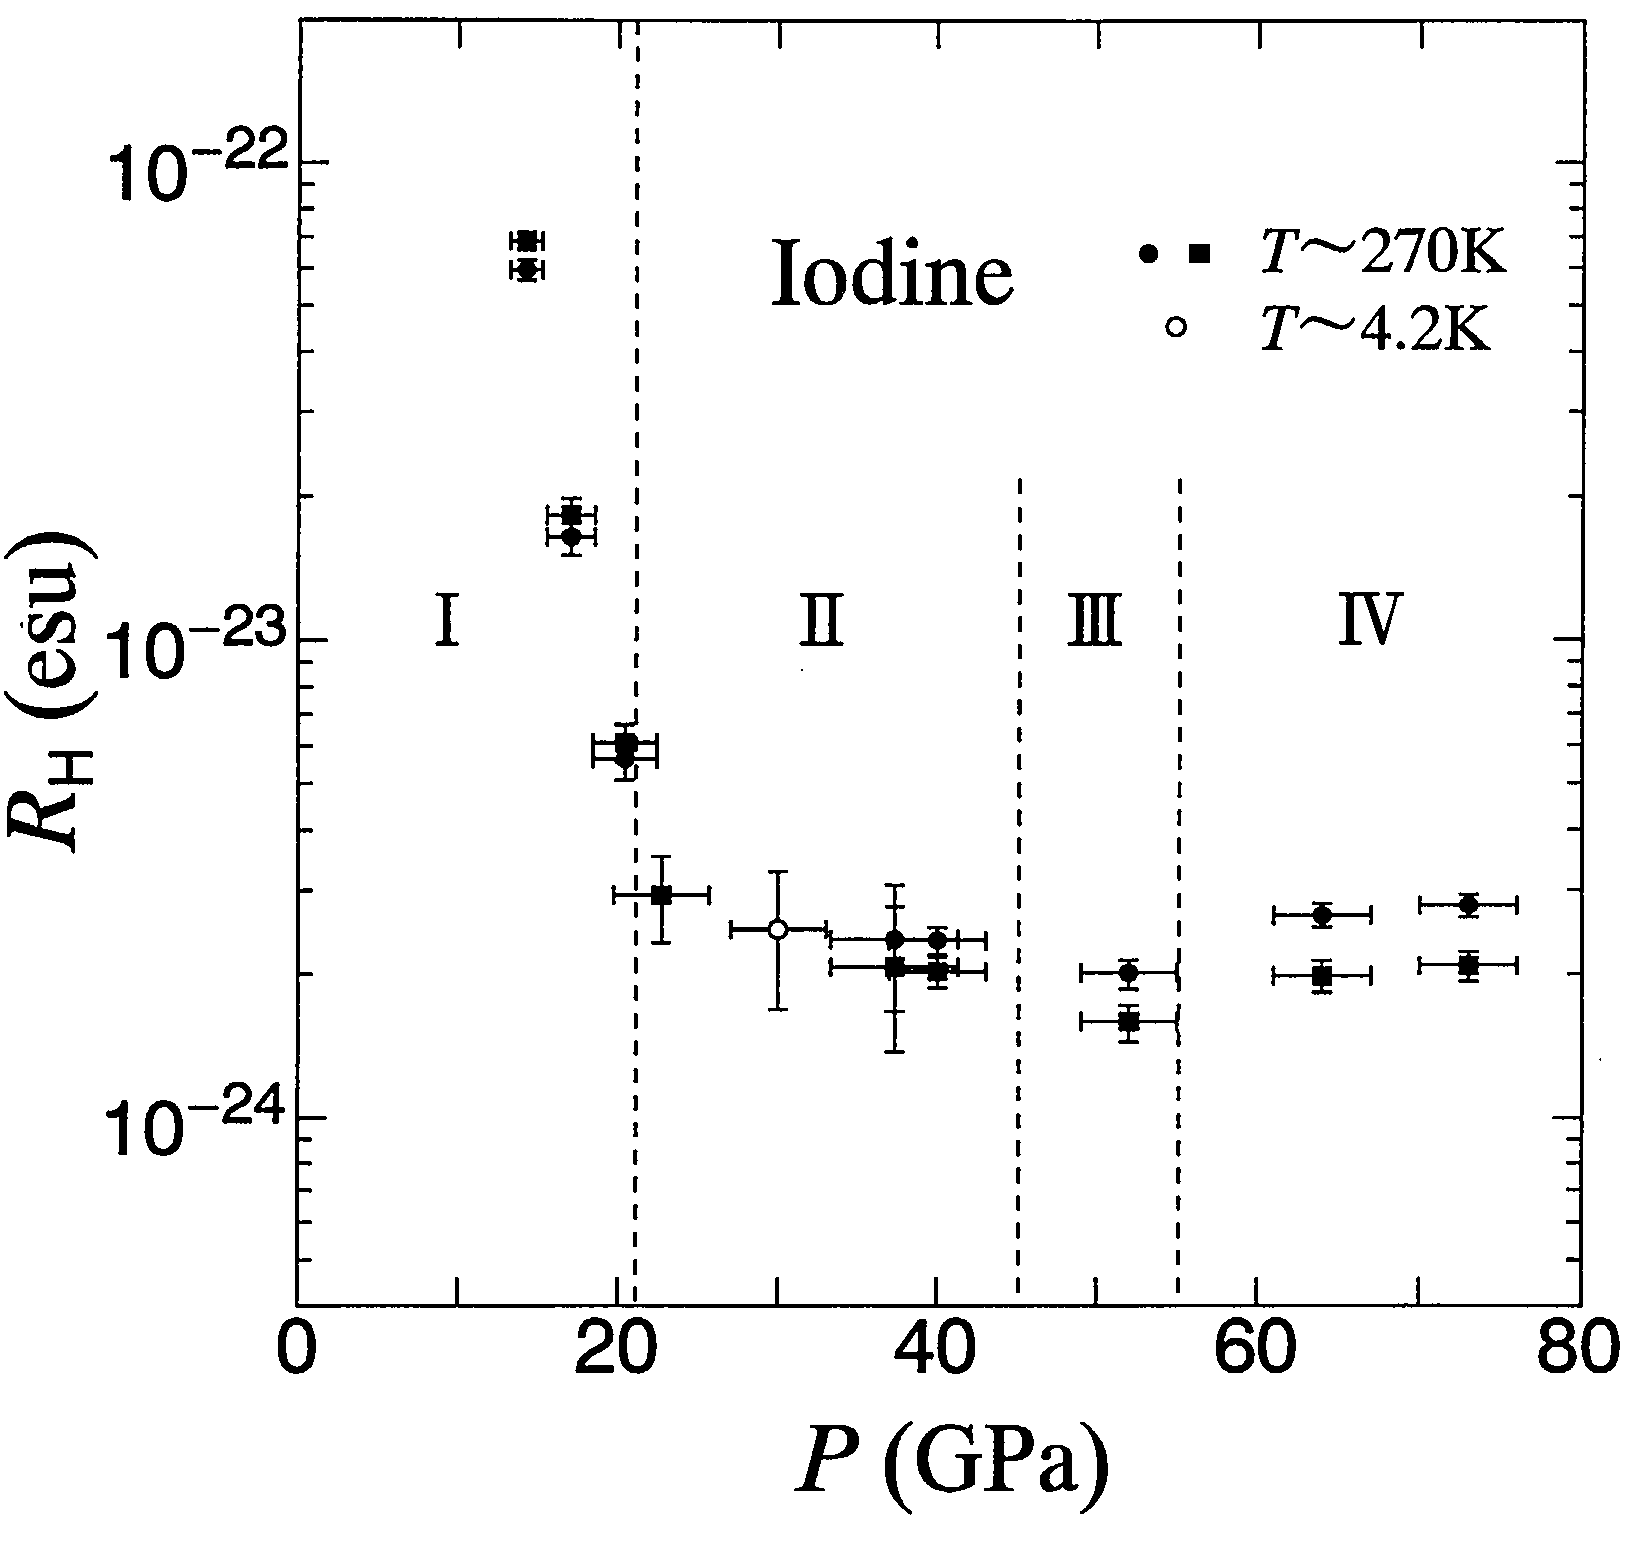 10⁻²²
10⁻²³
10⁻²⁴
R_H (esu)
Iodine
T~270K
T~4.2K
I
II
III
IV
0 20 40 60 80
P (GPa)